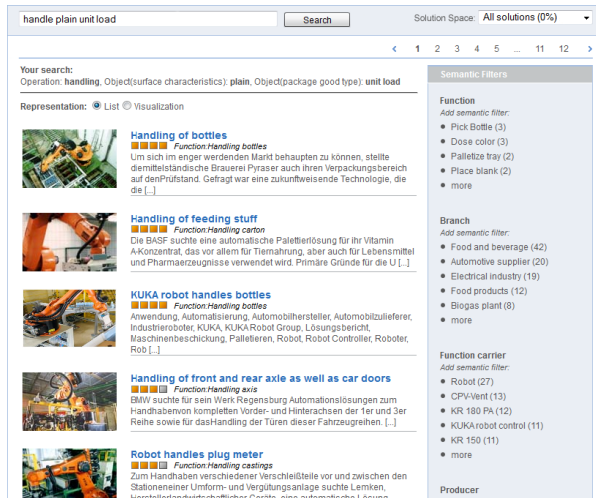 handle plain unit load
Search
Solution Space: All solutions (0%)
< 1 2 3 4 5 ... 11 12 >
Your search:
Operation: handling, Object(surface characteristics): plain, Object(package good type): unit load
Representation: List Visualization
Handling of bottles
Function:Handling bottles
Um sich im enger werdenden Markt behaupten zu können, stellte
diemittelständische Brauerei Pyraser auch ihren Verpackungsbereich
auf denPrüfstand. Gefragt war eine zukunftweisende Technologie, die
die [...]
Handling of feeding stuff
Function:Handling carton
Die BASF suchte eine automatische Palettierlösung für ihr Vitamin
A-Konzentrat, das vor allem für Tiernahrung, aber auch für Lebensmittel
und Pharmaerzeugnisse verwendet wird. Primäre Gründe für die U [...]
KUKA robot handles bottles
Function:Handling bottles
Anwendung, Automatisierung, Automobilhersteller, Automobilzulieferer,
Industrieroboter, KUKA, KUKA Robot Group, Lösungsbericht,
Maschinenbeschickung, Palletieren, Robot, Robot Controller, Roboter,
Rob [...]
Handling of front and rear axle as well as car doors
Function:Handling axis
BMW suchte für sein Werk Regensburg Automationslösungen zum
Handhabenvon kompletten Vorder- und Hinterachsen der 1er und 3er
Reihe sowie für dasHandling der Türen dieser Fahrzeugreihen. [...]
Robot handles plug meter
Function:Handling castings
Zum Handhaben verschiedener Verschleißteile vor und zwischen den
Stationeneiner Umform- und Vergütungsanlage suchte Lemken,
Herstellerlandwirtschaftlicher Geräte, eine automatische Lösung
Semantic Filters
Function
Add semantic filter:
Pick Bottle (3)
Dose color (3)
Palletize tray (2)
Place blank (2)
more
Branch
Add semantic filter:
Food and beverage (42)
Automotive supplier (20)
Electrical industry (19)
Food products (12)
Biogas plant (8)
more
Function carrier
Add semantic filter:
Robot (27)
CPV-Vent (13)
KR 180 PA (12)
KUKA robot control (11)
KR 150 (11)
more
Producer